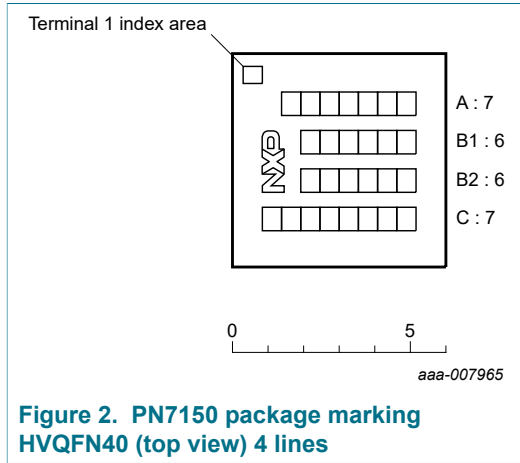 Terminal 1 index area
A : 7
B1 : 6
B2 : 6
C : 7
NXP
0 5
aaa-007965
Figure 2. PN7150 package marking
HVQFN40 (top view) 4 lines